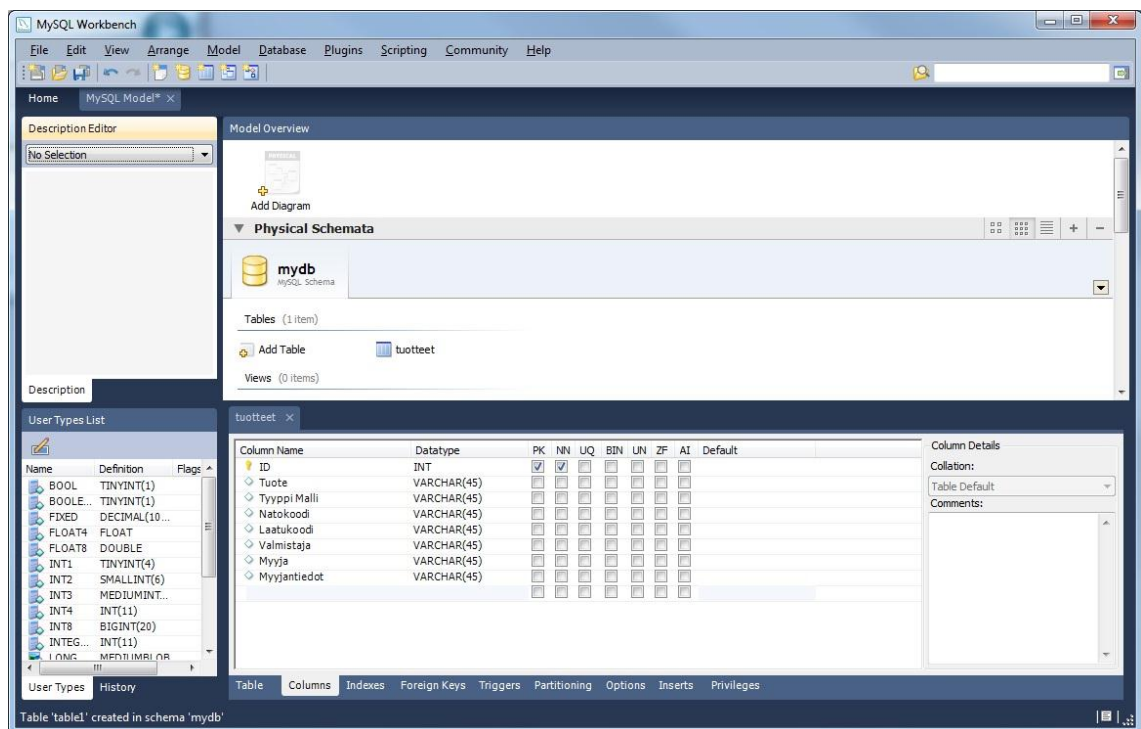 MySQL Workbench
File Edit View Arrange Model Database Plugins Scripting Community Help
Home MySQL Model* ×
Description Editor
No Selection
Description
Model Overview
PHYSICAL
Add Diagram
Physical Schemata
mydb
MySQL Schema
Tables (1 item)
Add Table tuotteet
Views (0 items)
User Types List
Name Definition Flags
BOOL TINYINT(1)
BOOLE... TINYINT(1)
FIXED DECIMAL(10...
FLOAT4 FLOAT
FLOAT8 DOUBLE
INT1 TINYINT(4)
INT2 SMALLINT(6)
INT3 MEDIUMINT...
INT4 INT(11)
INT8 BIGINT(20)
INTEG... INT(11)
LONG MEDIUMBLOB
User Types History
tuotteet ×
Column Name Datatype PK NN UQ BIN UN ZF AI Default
ID INT
Tuote VARCHAR(45)
Tyyppi Malli VARCHAR(45)
Natokoodi VARCHAR(45)
Laatukoodi VARCHAR(45)
Valmistaja VARCHAR(45)
Myyja VARCHAR(45)
Myyjantiedot VARCHAR(45)
Column Details
Collation:
Table Default
Comments:
Table Columns Indexes Foreign Keys Triggers Partitioning Options Inserts Privileges
Table 'table1' created in schema 'mydb'